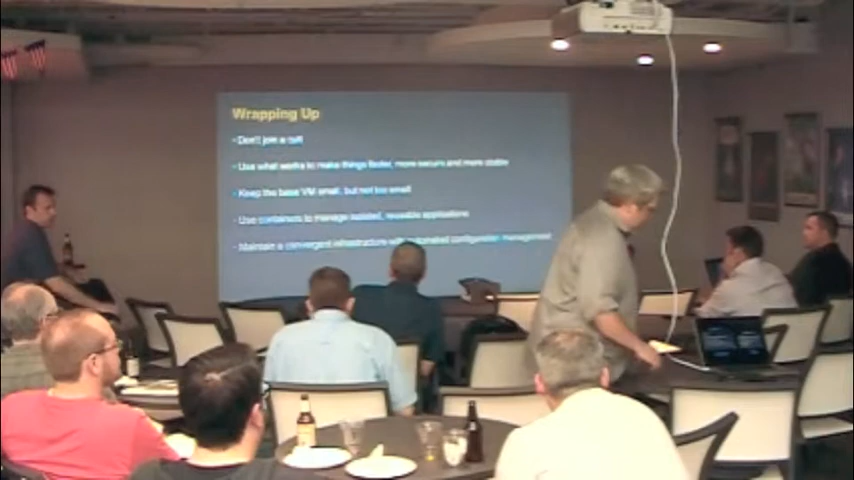 Wrapping Up
- Don't join a cult
- Use what works to make things faster, more secure and more stable
- Keep the base VM small, but not too small
- Use containers to manage isolated, reusable applications
- Maintain a convergent infrastructure with automated configuration management